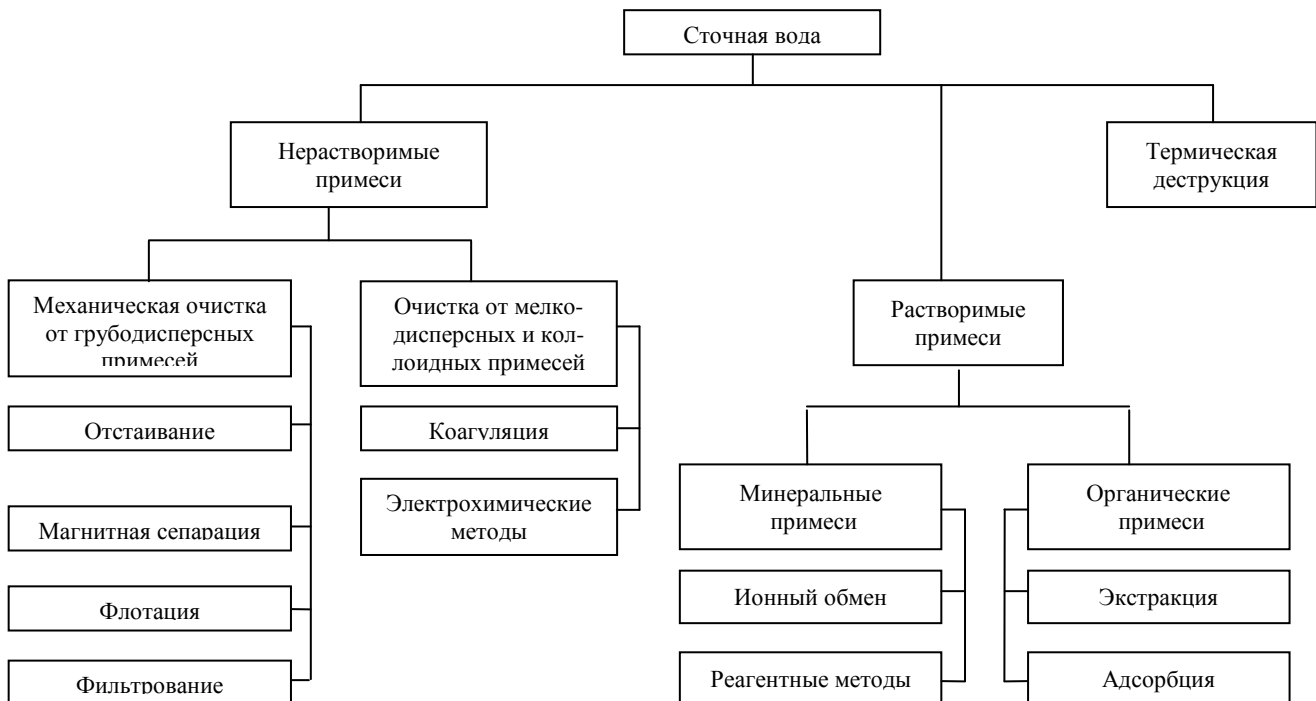 Сточная вода
Нерастворимые
примеси
Термическая
деструкция
Механическая очистка
от грубодисперсных
примесей
Очистка от мелко-
дисперсных и кол-
лоидных примесей
Растворимые
примеси
Отстаивание
Коагуляция
Магнитная сепарация
Электрохимические
методы
Минеральные
примеси
Органические
примеси
Флотация
Ионный обмен
Экстракция
Фильтрование
Реагентные методы
Адсорбция